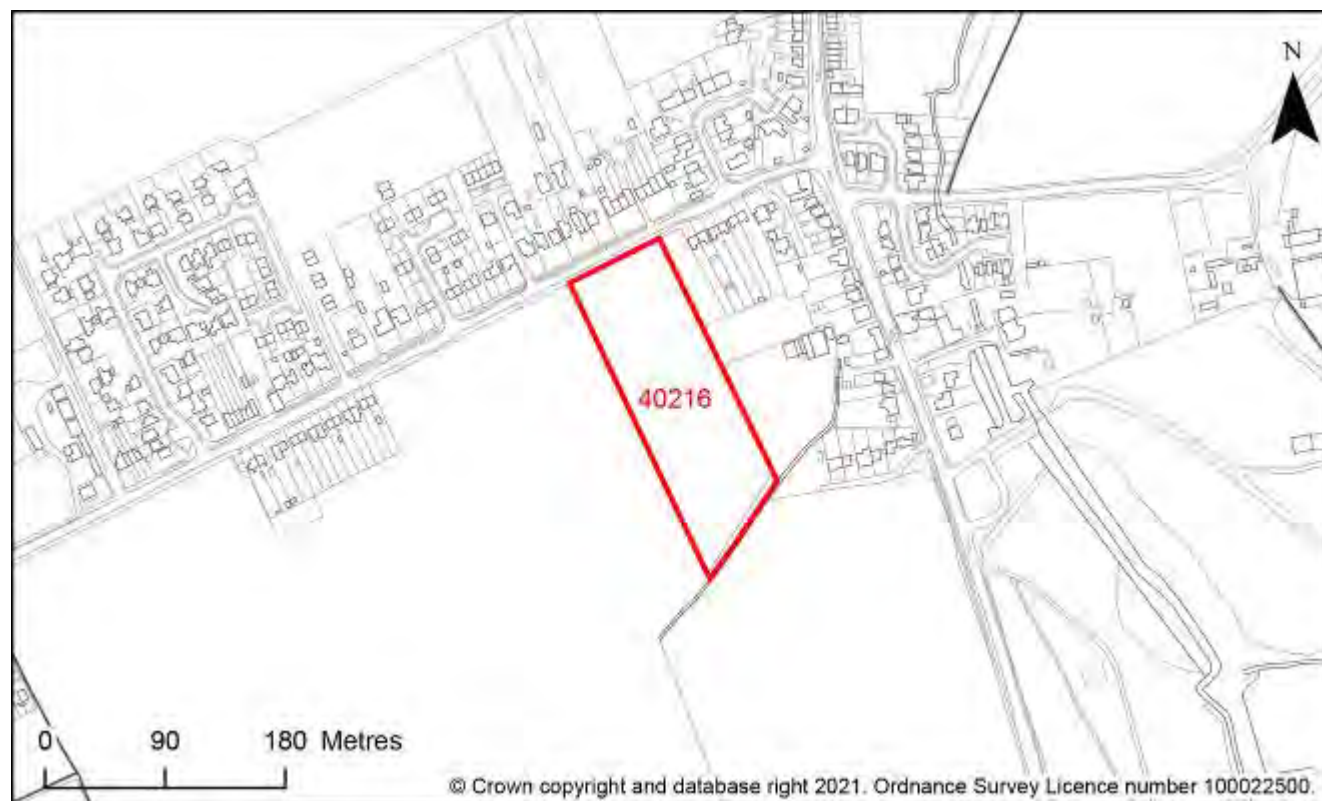 N
40216
0 90 180 Metres
© Crown copyright and database right 2021. Ordnance Survey Licence number 100022500.